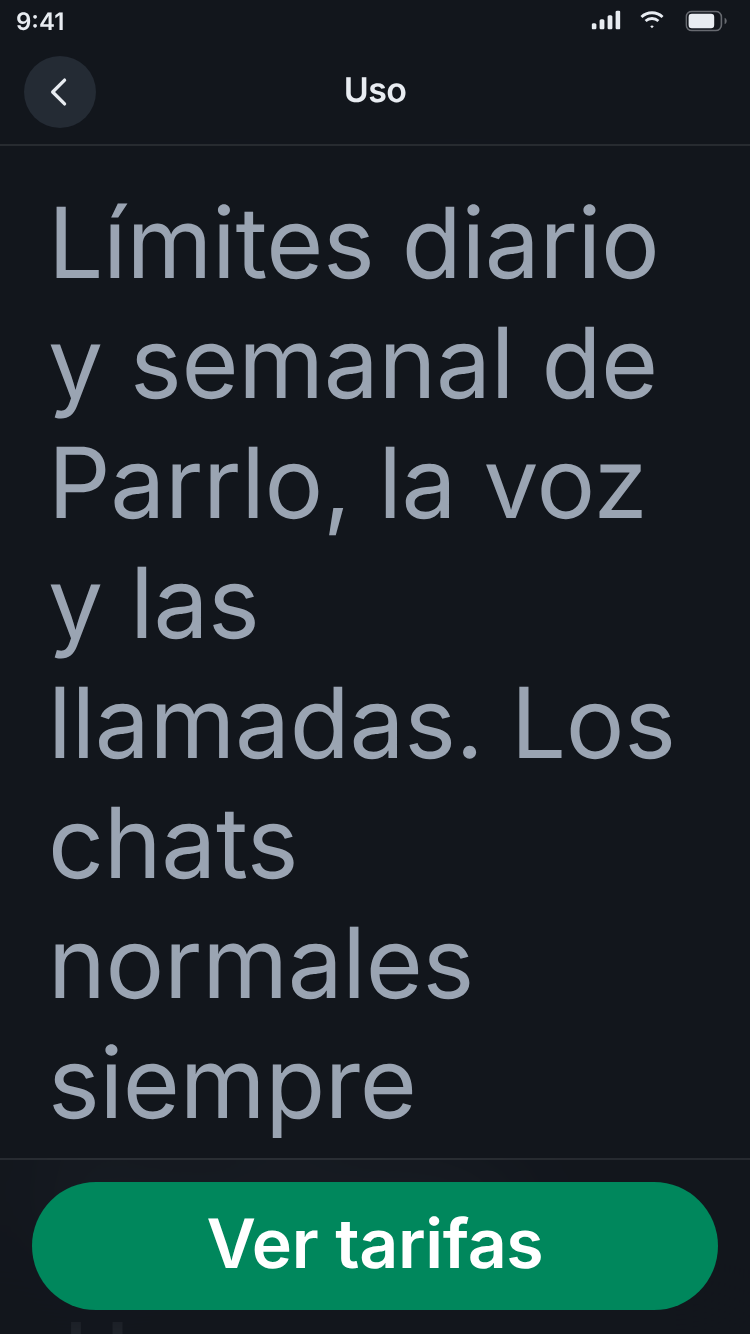 9:41
Uso
Límites diario
y semanal de
Parrlo, la voz
y las
llamadas. Los
chats
normales
siempre
Ver tarifas